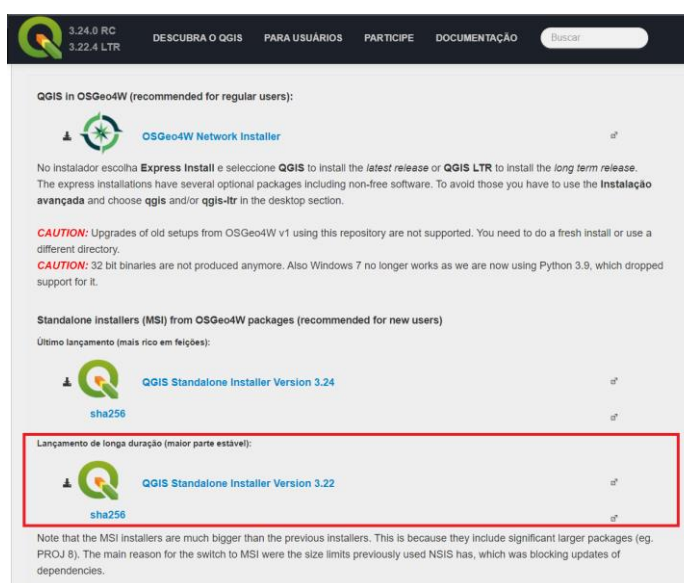 3.24.0 RC
3.22.4 LTR
DESCUBRA O QGIS PARA USUÁRIOS PARTICIPE DOCUMENTAÇÃO Buscar
QGIS in OSGeo4W (recommended for regular users):
OSGeo4W Network Installer
No instalador escolha Express Install e seleccione QGIS to install the latest release or QGIS LTR to install the long term release.
The express installations have several optional packages including non-free software. To avoid those you have to use the Instalação
avançada and choose qgis and/or qgis-ltr in the desktop section.
CAUTION: Upgrades of old setups from OSGeo4W v1 using this repository are not supported. You need to do a fresh install or use a
different directory.
CAUTION: 32 bit binaries are not produced anymore. Also Windows 7 no longer works as we are now using Python 3.9, which dropped
support for it.
Standalone installers (MSI) from OSGeo4W packages (recommended for new users)
Último lançamento (mais rico em feições):
QGIS Standalone Installer Version 3.24
sha256
Lançamento de longa duração (maior parte estável):
QGIS Standalone Installer Version 3.22
sha256
Note that the MSI installers are much bigger than the previous installers. This is because they include significant larger packages (eg.
PROJ 8). The main reason for the switch to MSI were the size limits previously used NSIS has, which was blocking updates of
dependencies.